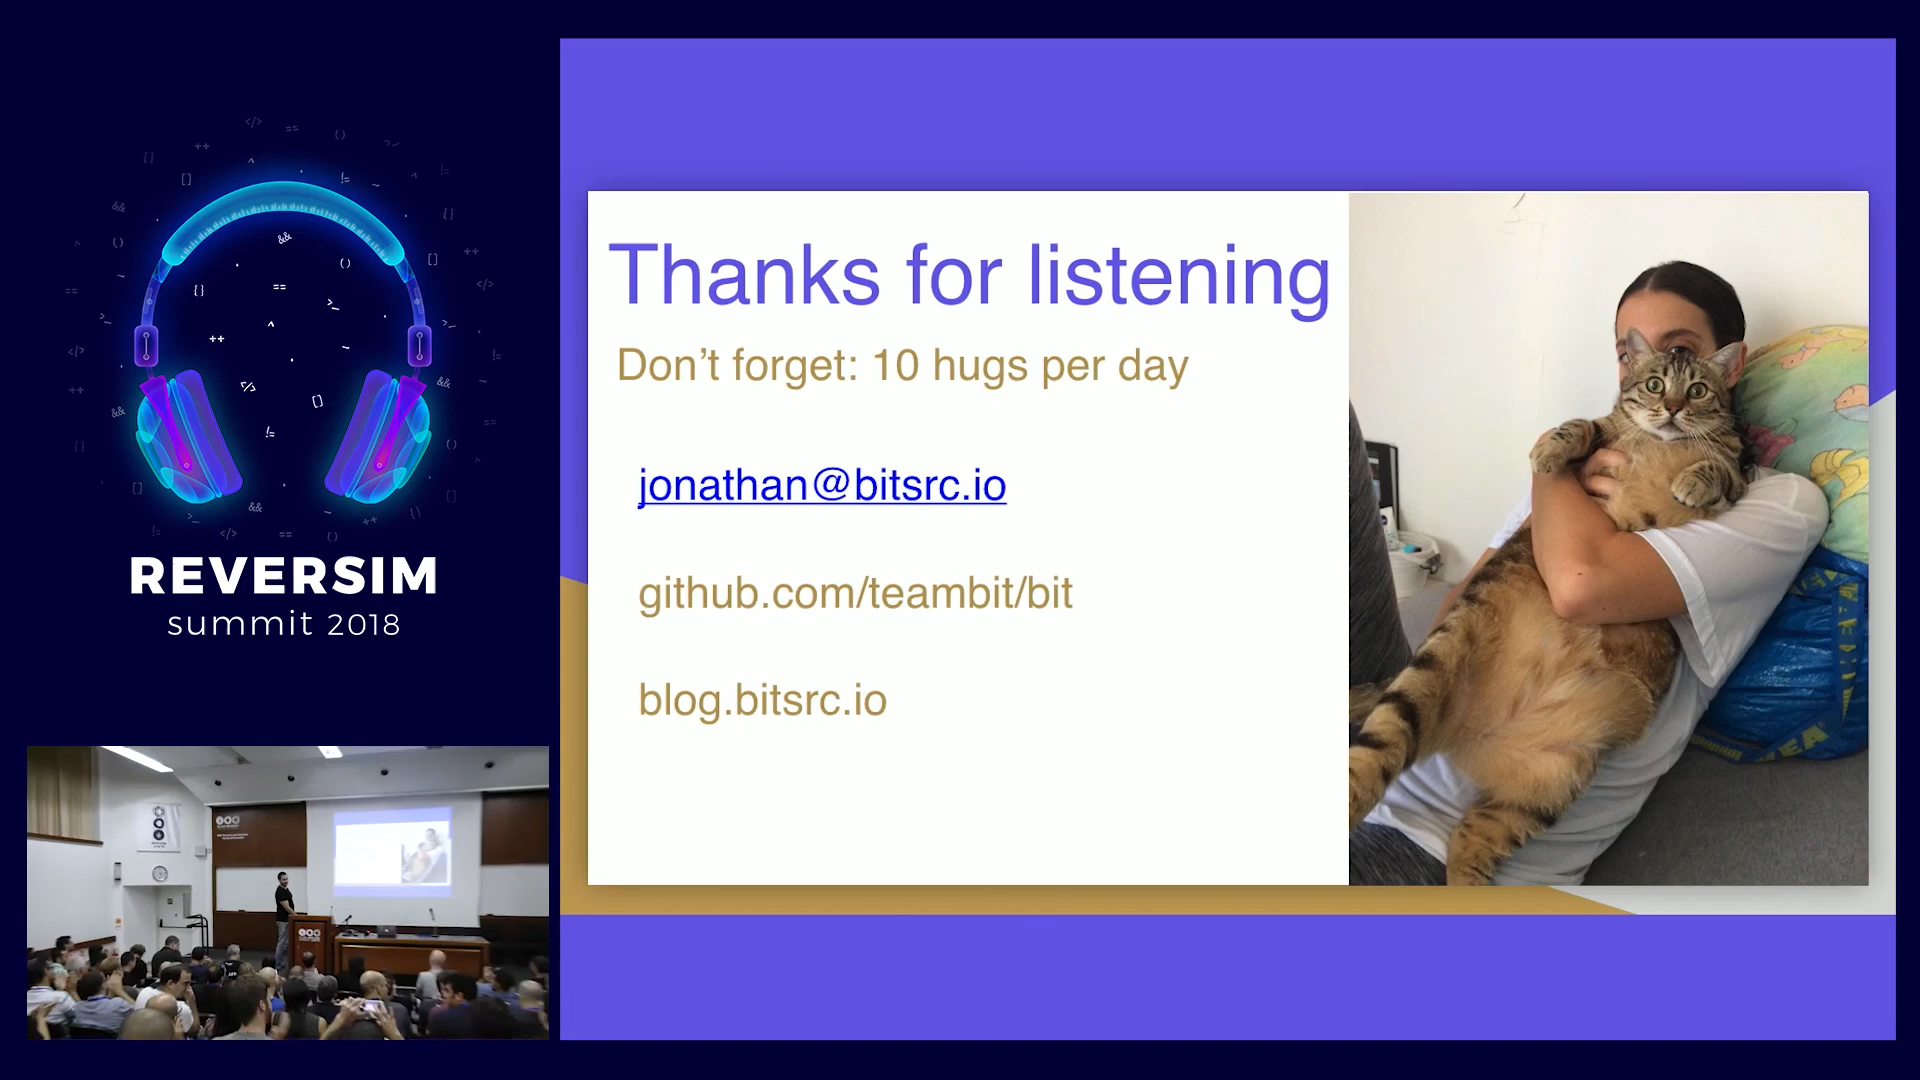 REVERSIM
summit 2018
Thanks for listening
Don’t forget: 10 hugs per day
jonathan@bitsrc.io
github.com/teambit/bit
blog.bitsrc.io